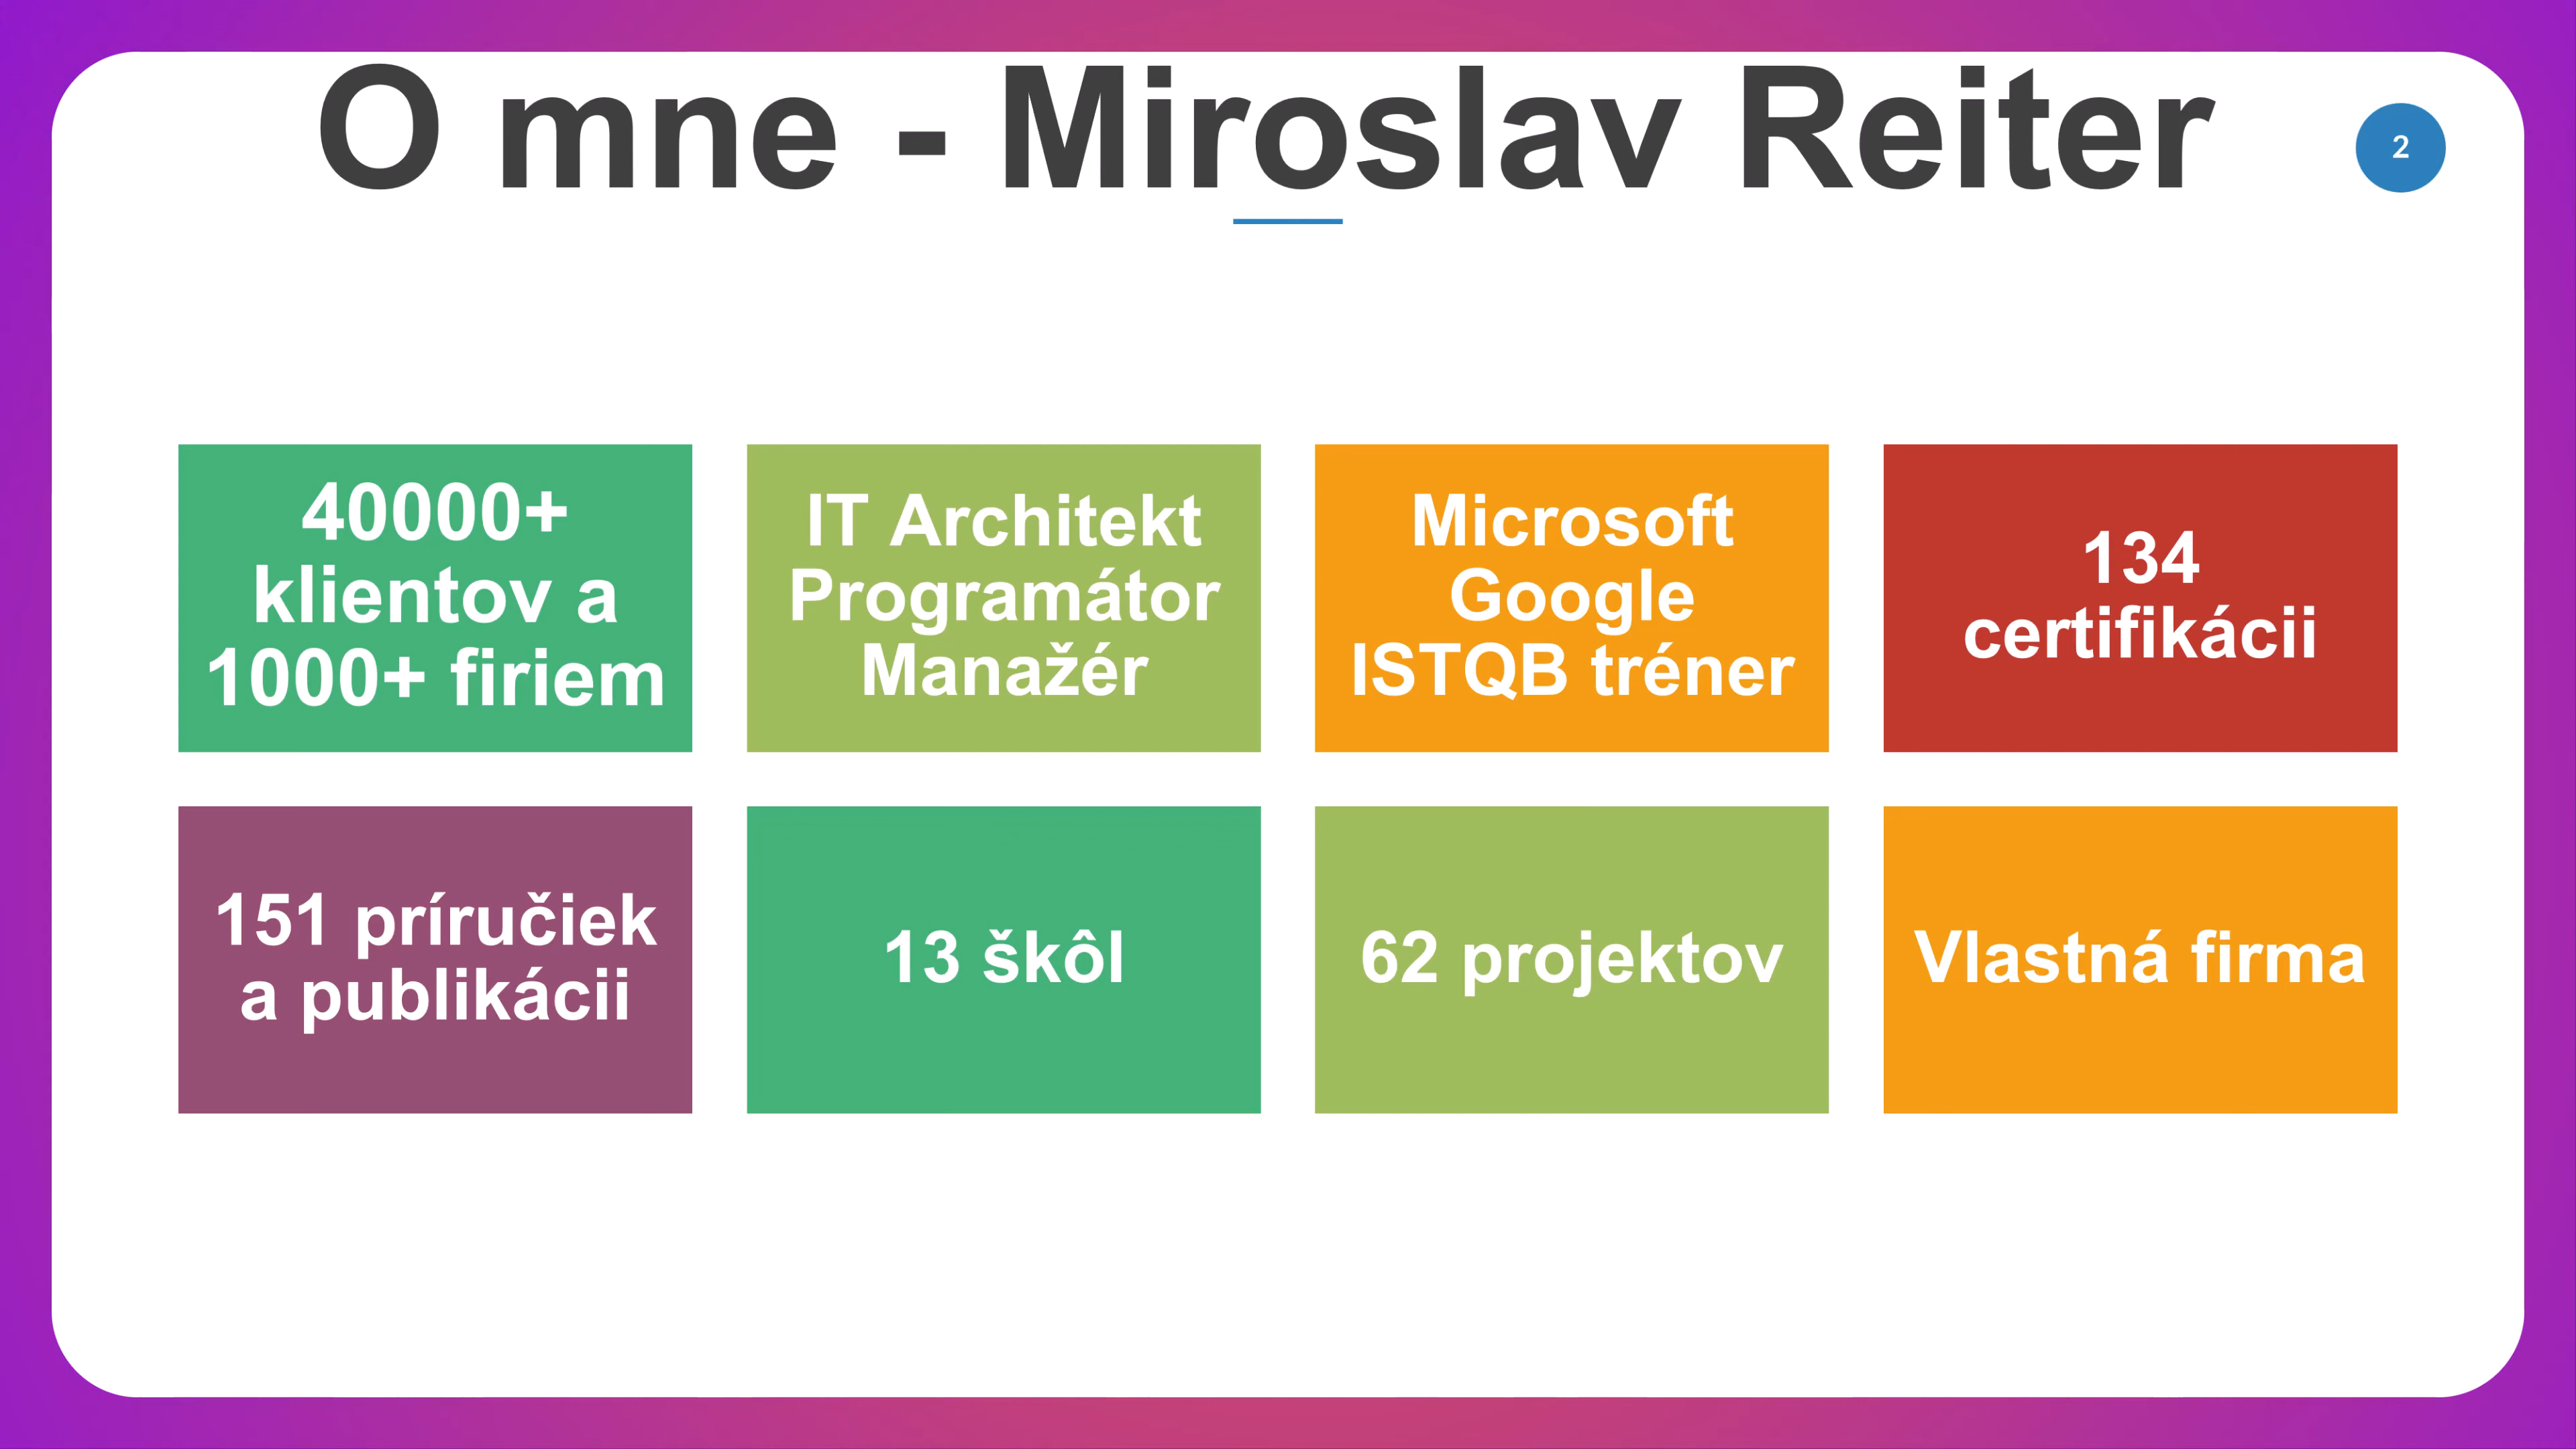 O mne - Miroslav Reiter
2
40000+
klientov a
1000+ firiem
IT Architekt
Programátor
Manažér
Microsoft
Google
ISTQB tréner
134
certifikácii
151 príručiek
a publikácii
13 škôl
62 projektov
Vlastná firma